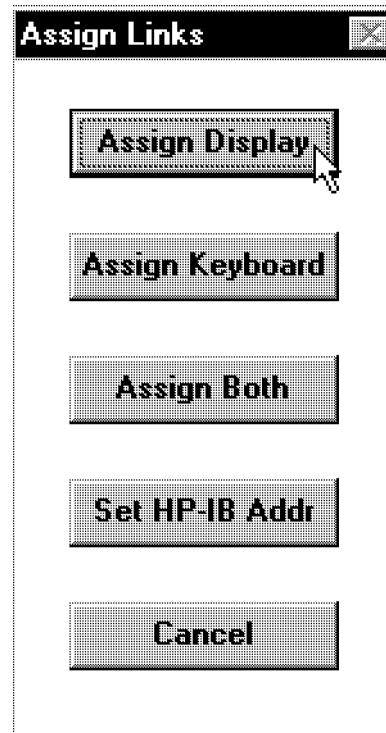 Assign Links
Assign Display
Assign Keyboard
Assign Both
Set HP-IB Addr
Cancel